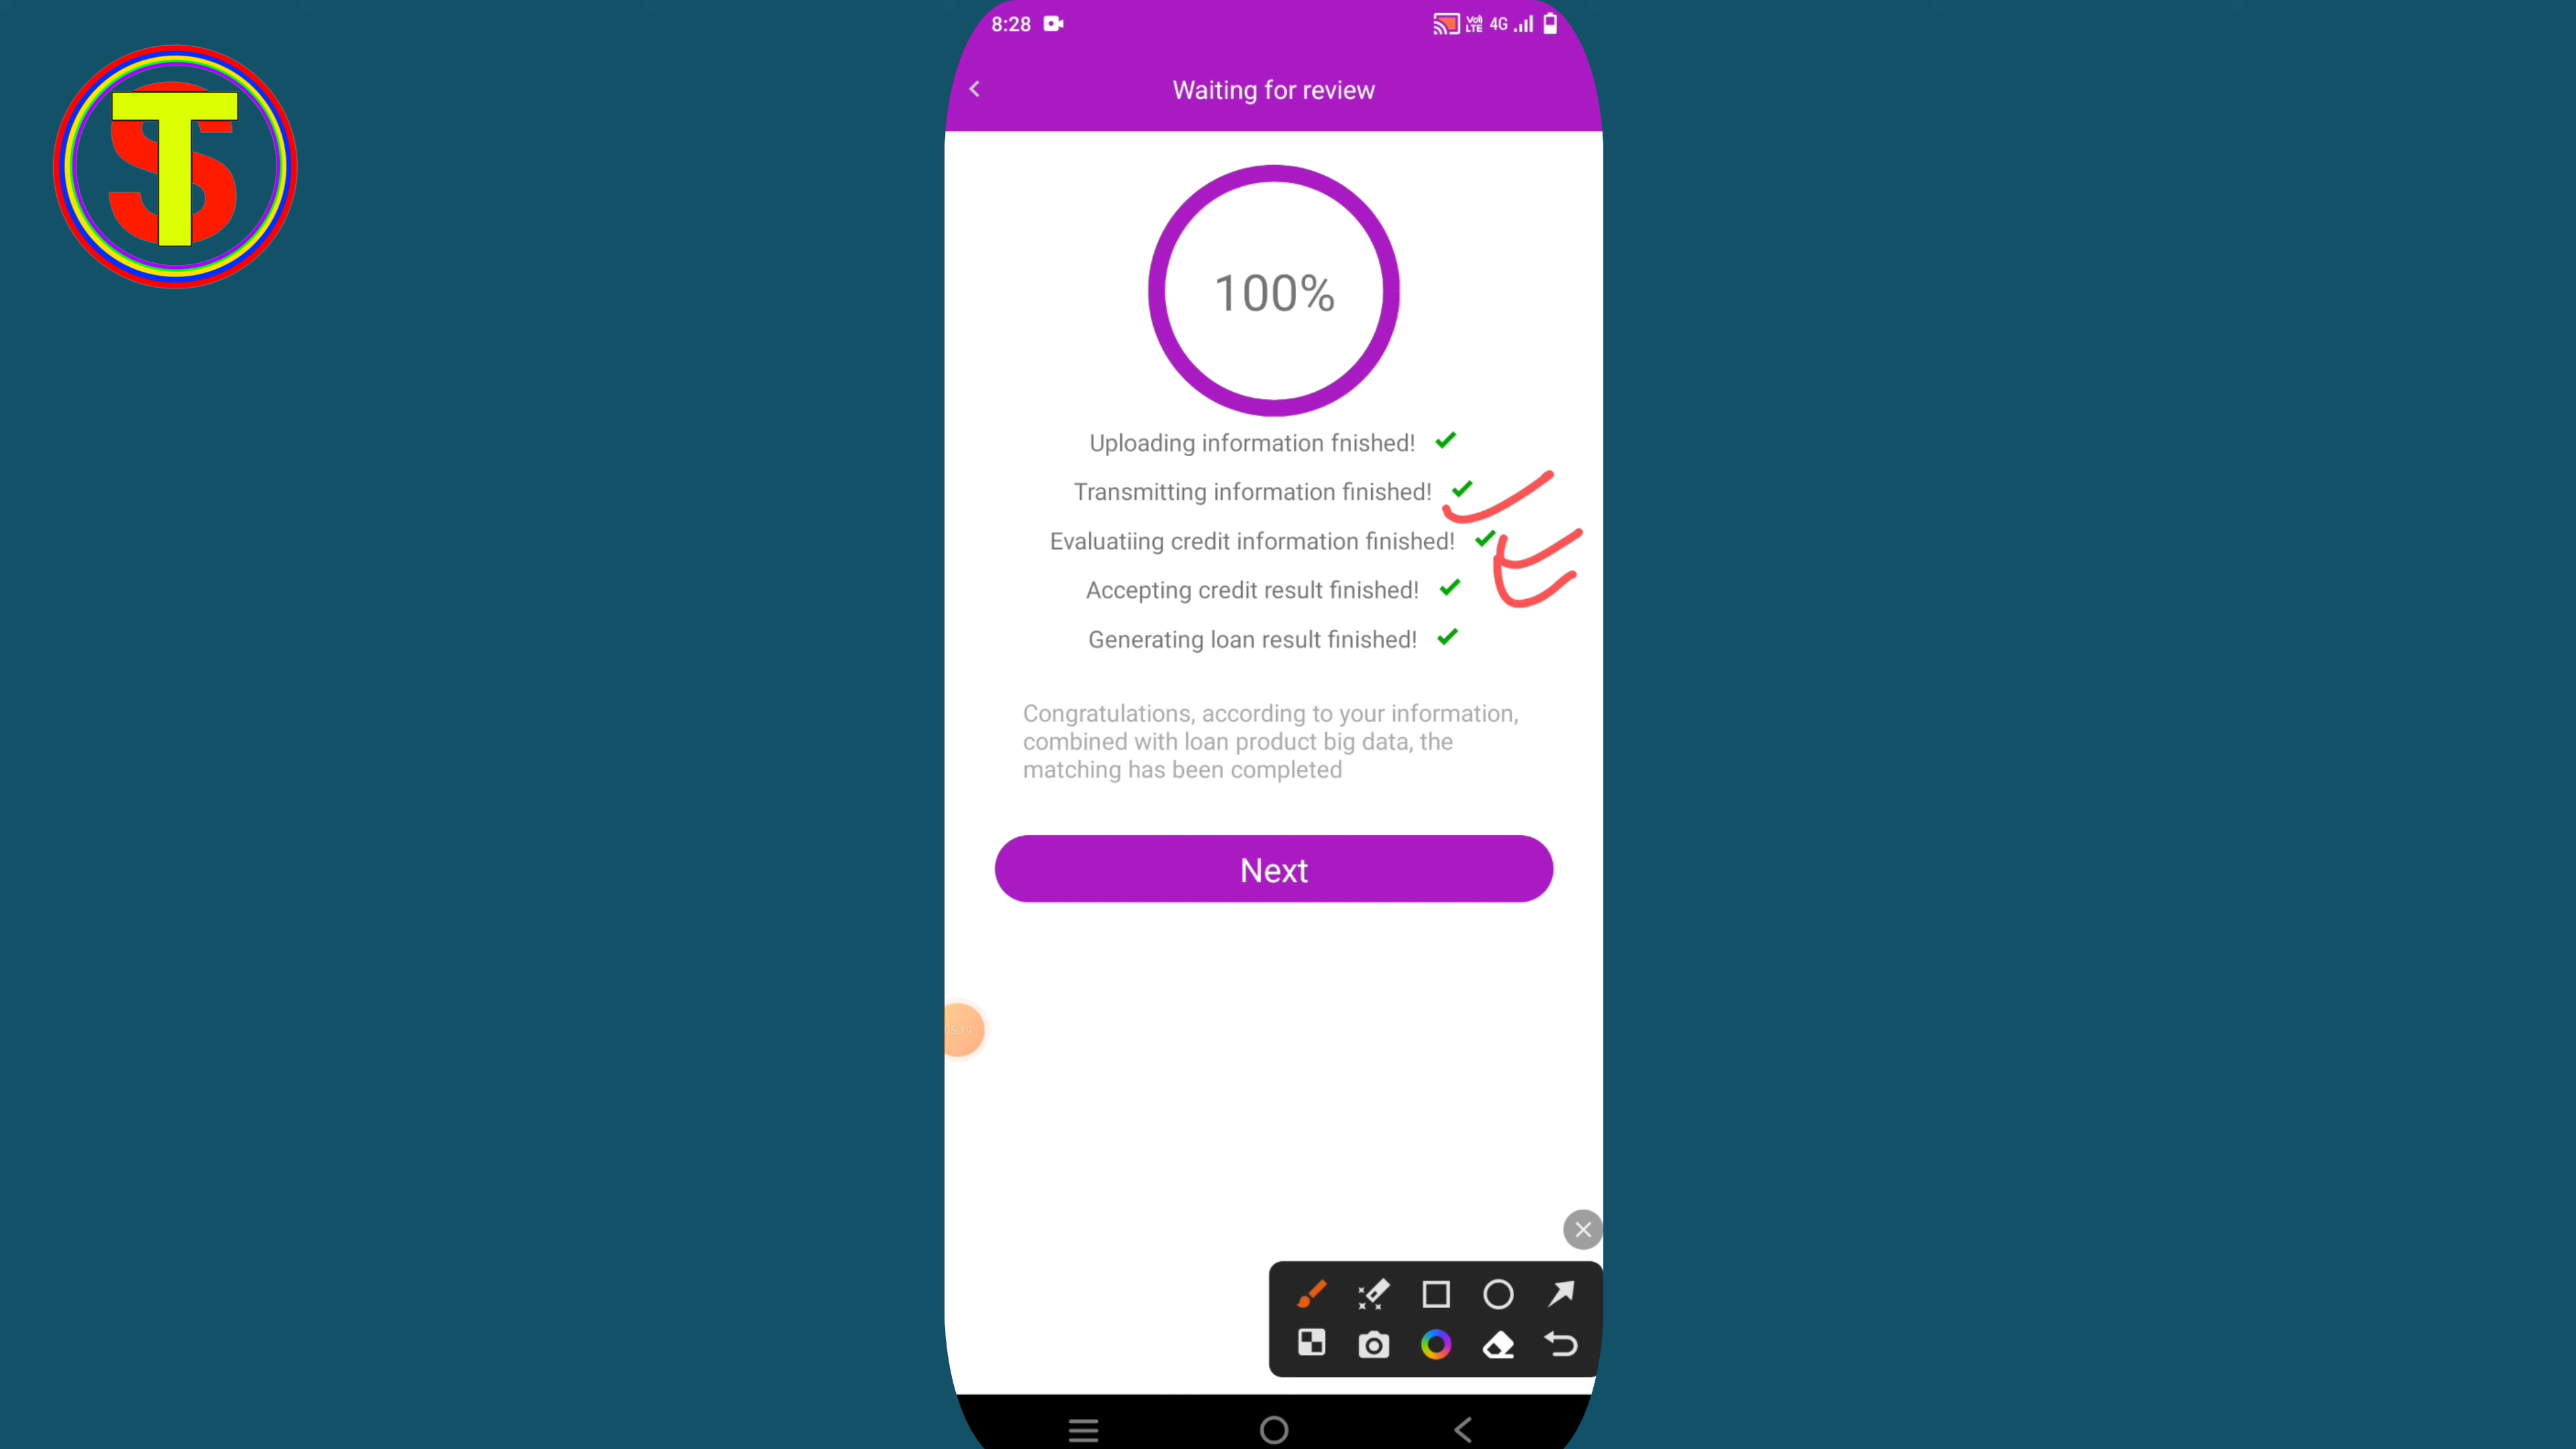 8:28
VoLTE 4G
Waiting for review
100%
Uploading information fnished!
Transmitting information finished!
Evaluatiing credit information finished!
Accepting credit result finished!
Generating loan result finished!
Congratulations, according to your information,
combined with loan product big data, the
matching has been completed
Next